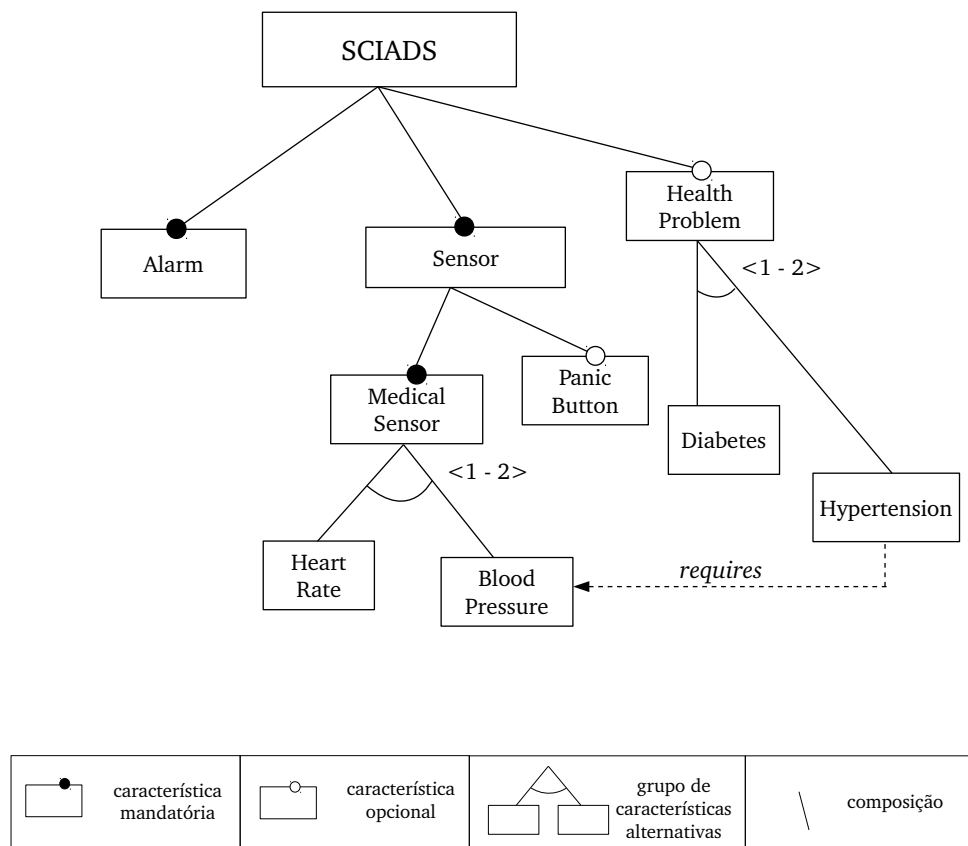 SCIADS
Health
Problem
Alarm
Sensor
<1 - 2>
Medical
Sensor
Panic
Button
Diabetes
<1 - 2>
Hypertension
Heart
Rate
Blood
Pressure
requires
característica
mandatória
característica
opcional
grupo de
características
alternativas
composição